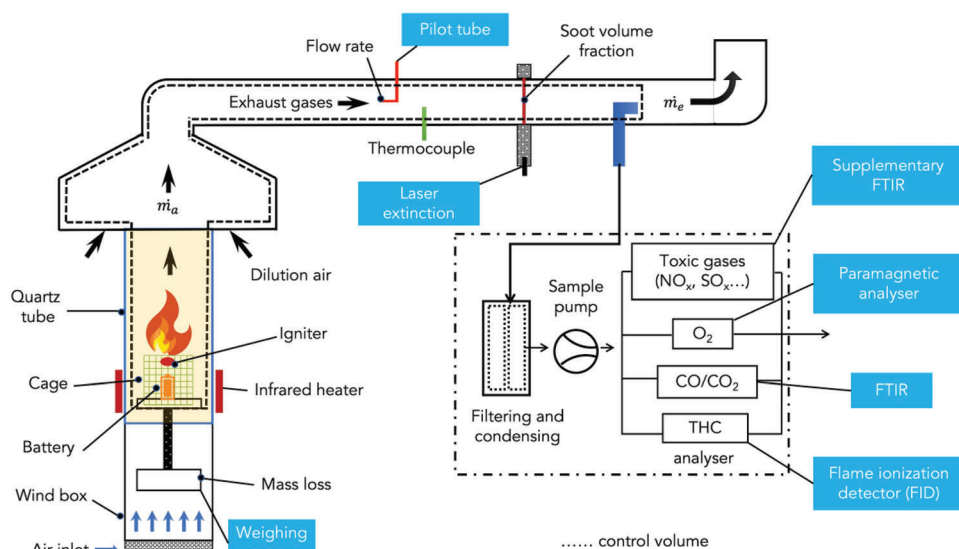 Pilot tube
Flow rate
Soot volume
fraction
Exhaust gases
ṁe
Thermocouple
Laser
extinction
Supplementary
FTIR
ṁa
Dilution air
Quartz
tube
Igniter
Cage
Infrared heater
Battery
Mass loss
Wind box
Weighing
Air inlet
Toxic gases
(NOx, SOx...)
Sample
pump
Paramagnetic
analyser
O2
CO/CO2
FTIR
Filtering and
condensing
THC
analyser
Flame ionization
detector (FID)
...... control volume